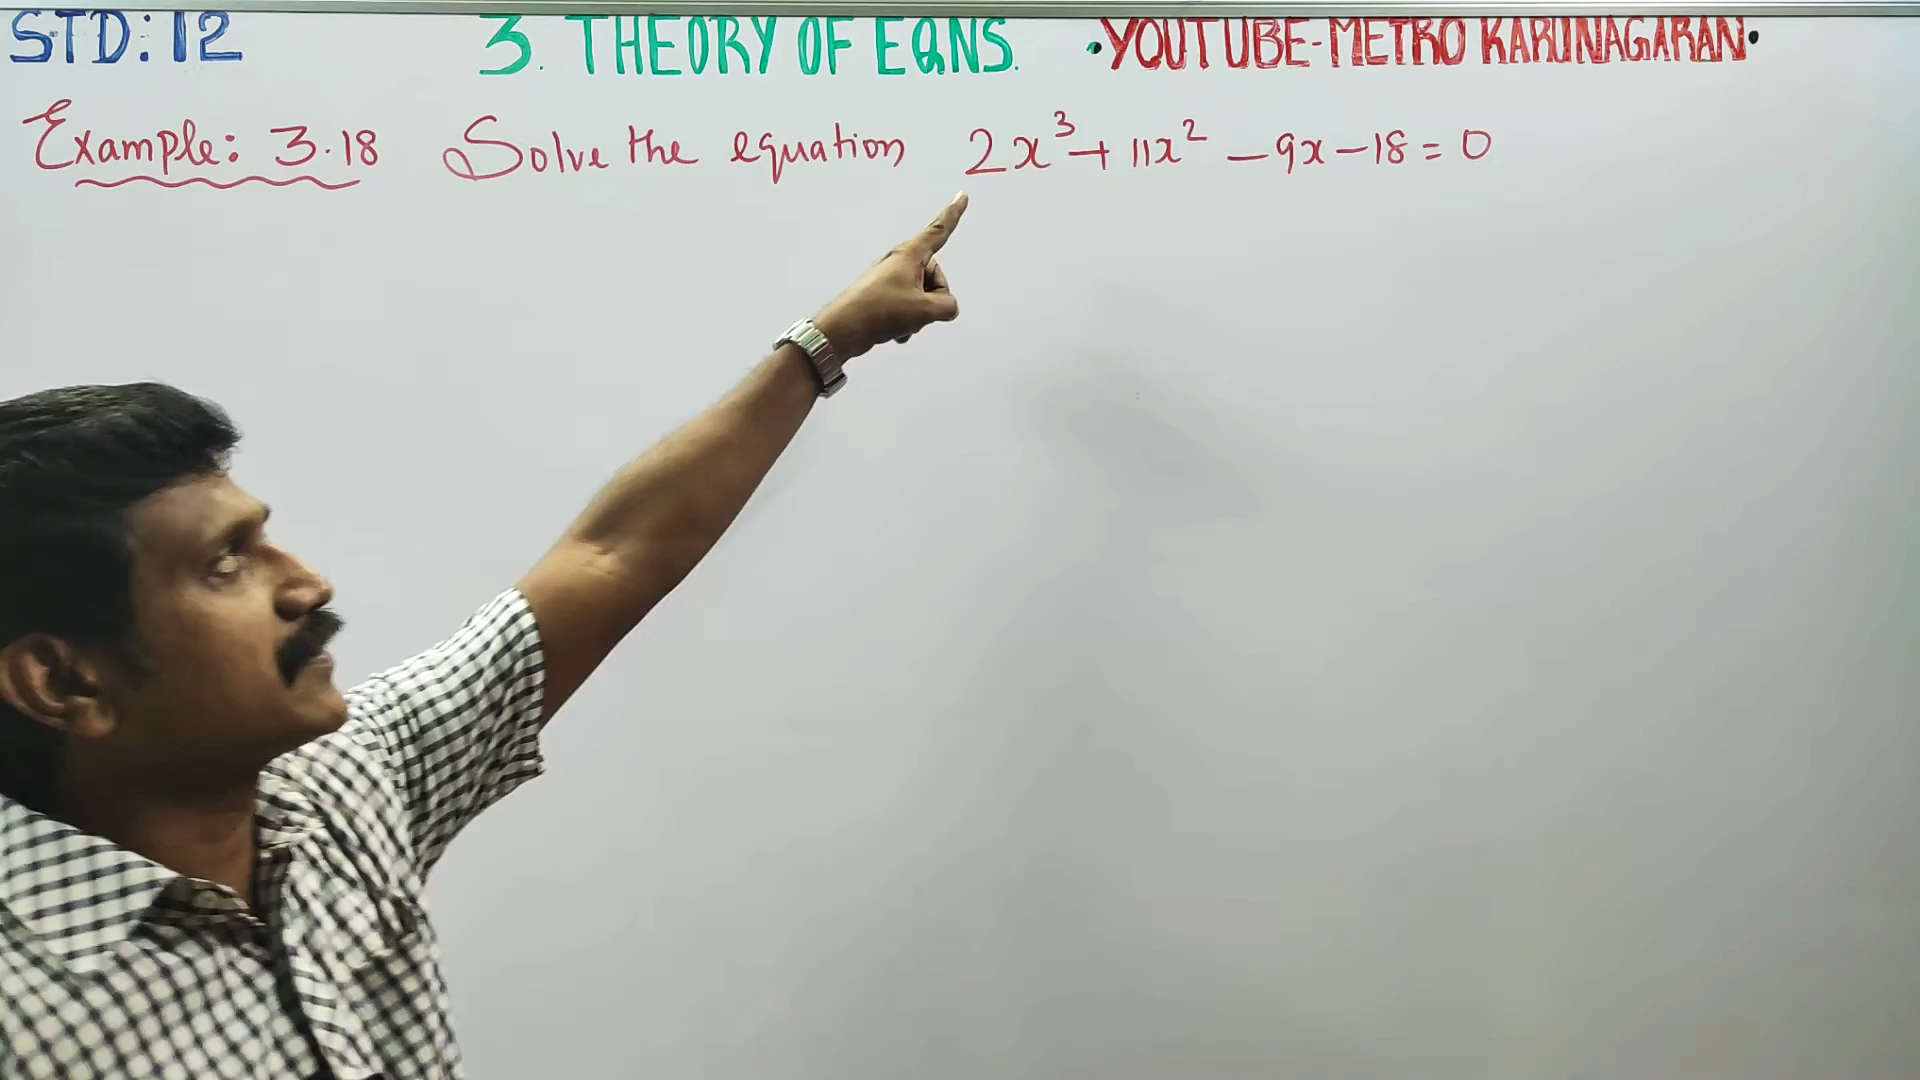 STD: 12 3. THEORY OF EQNS. •YOUTUBE-METRO KARUNAGARAN•
Example: 3.18 Solve the equation 2x³ + 11x² - 9x - 18 = 0